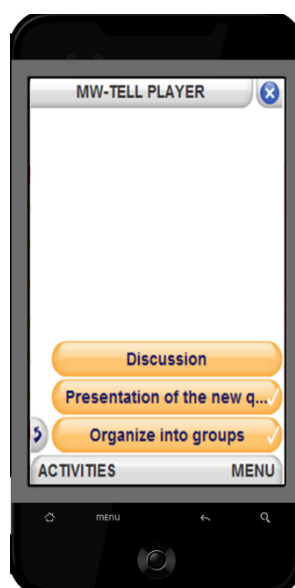 MW-TELL PLAYER
Discussion
Presentation of the new q...
Organize into groups
ACTIVITIES MENU
menu